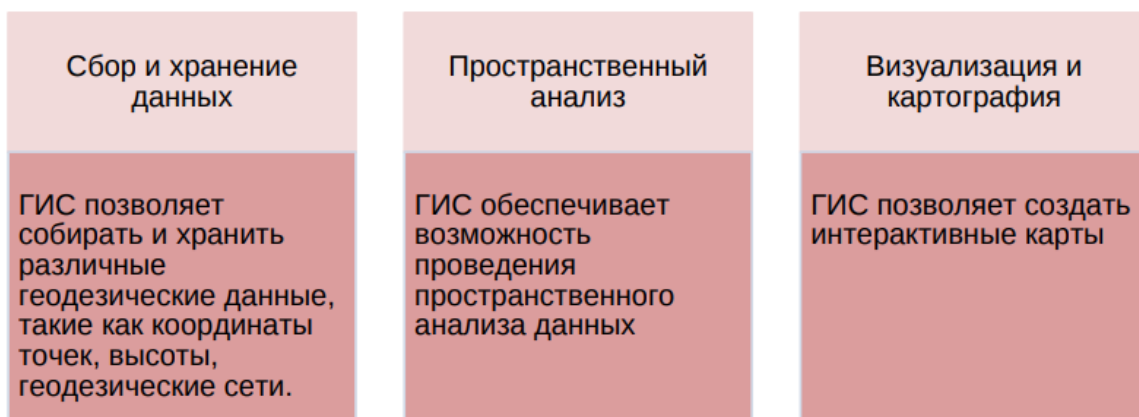 Сбор и хранение
данных
ГИС позволяет
собирать и хранить
различные
геодезические данные,
такие как координаты
точек, высоты,
геодезические сети.
Пространственный
анализ
ГИС обеспечивает
возможность
проведения
пространственного
анализа данных
Визуализация и
картография
ГИС позволяет создать
интерактивные карты